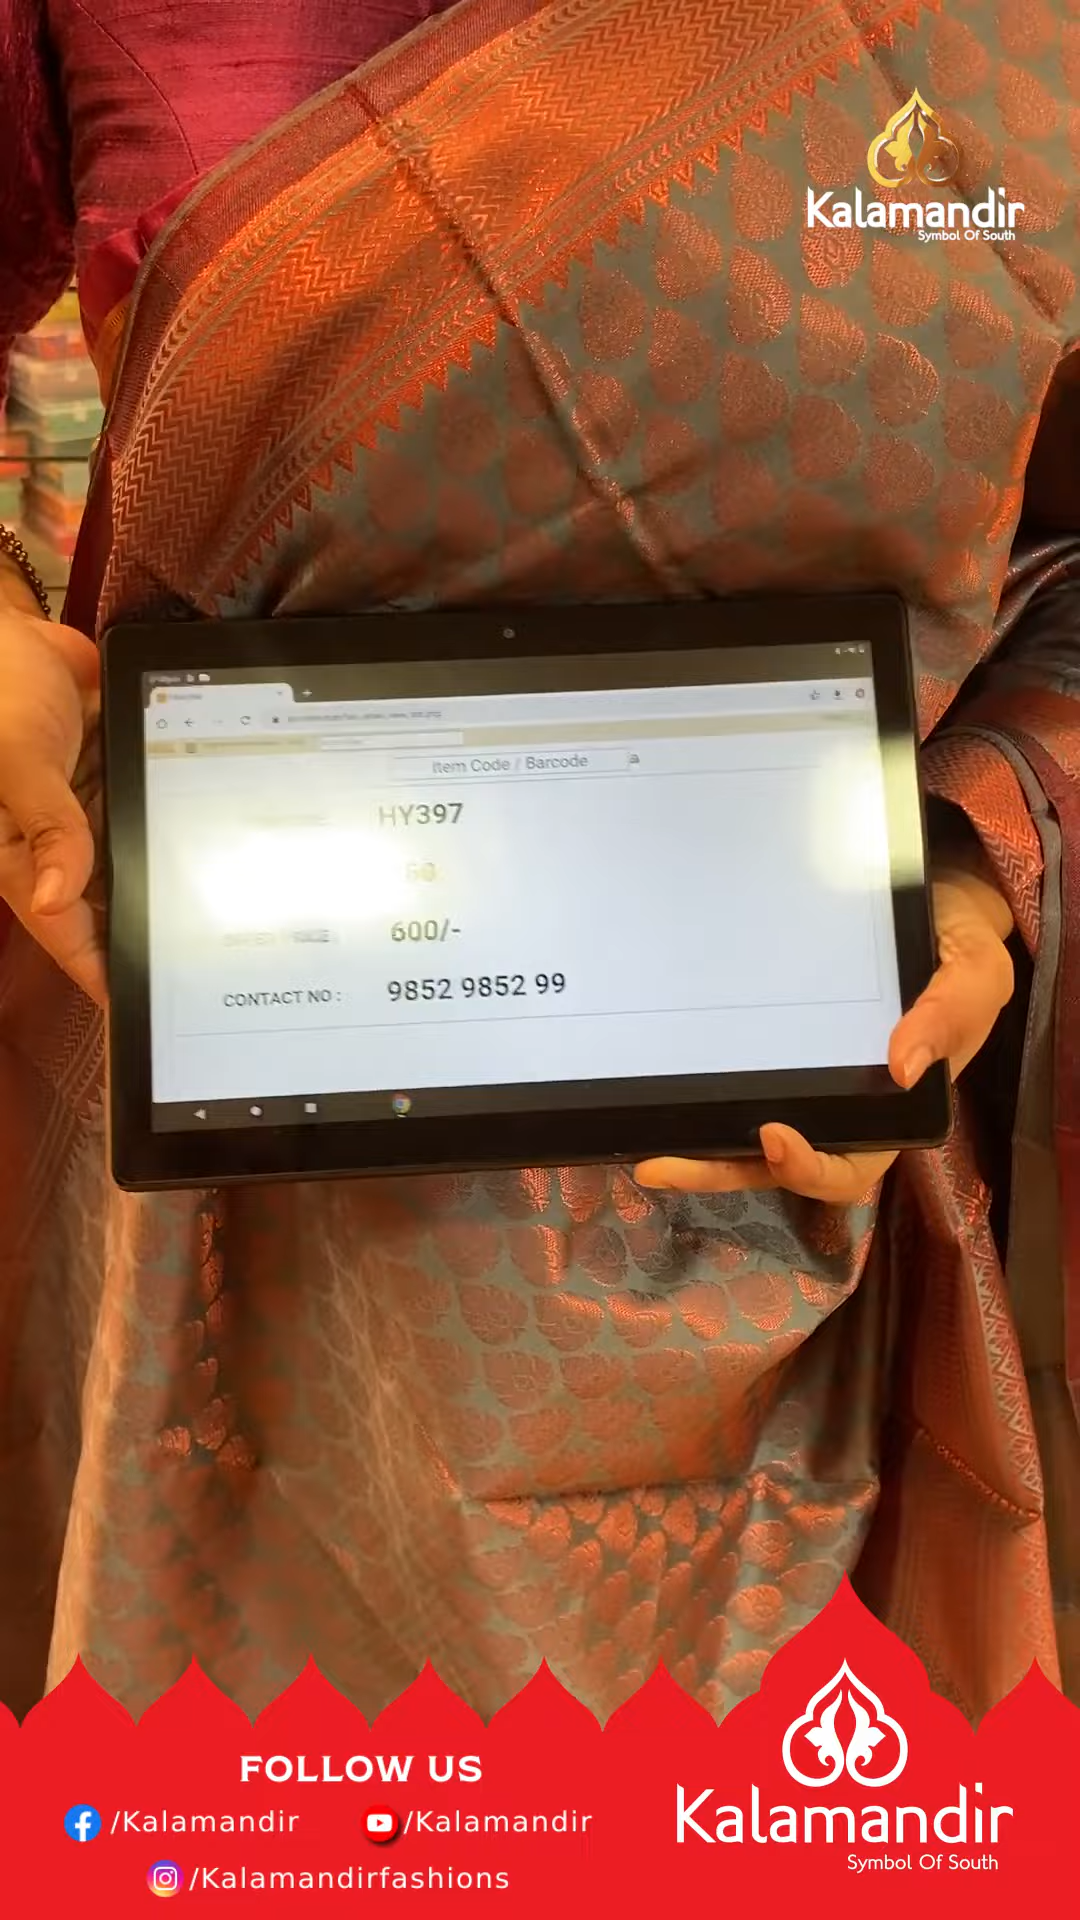 Kalamandir
Symbol Of South
Item Code / Barcode
HY397
600/-
CONTACT NO : 9852 9852 99
FOLLOW US
/Kalamandir
/Kalamandir
/Kalamandirfashions
Kalamandir
Symbol Of South